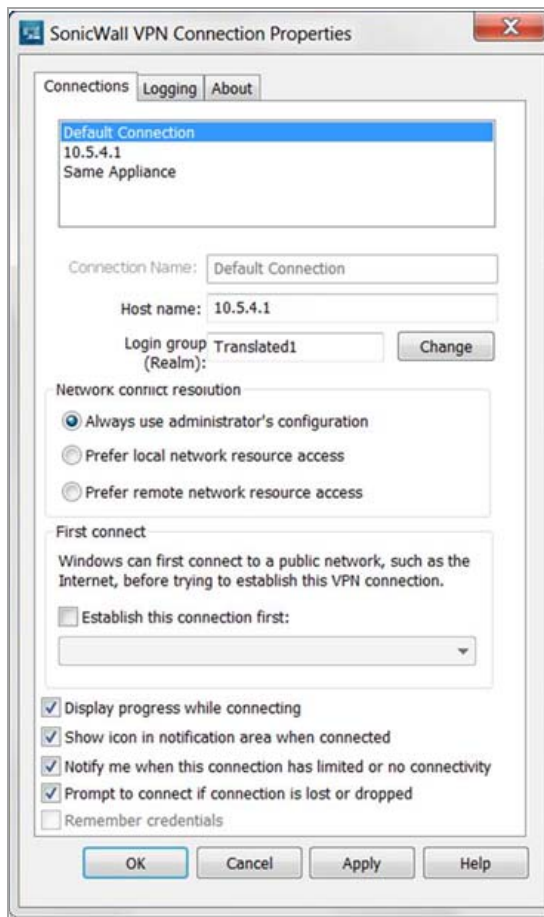 SonicWall VPN Connection Properties
Connections
Logging
About
Default Connection
10.5.4.1
Same Appliance
Connection Name:
Default Connection
Host name:
10.5.4.1
Login group
(Realm):
Translated1
Change
Network conflict resolution
Always use administrator's configuration
Prefer local network resource access
Prefer remote network resource access
First connect
Windows can first connect to a public network, such as the
Internet, before trying to establish this VPN connection.
Establish this connection first:
Display progress while connecting
Show icon in notification area when connected
Notify me when this connection has limited or no connectivity
Prompt to connect if connection is lost or dropped
Remember credentials
OK
Cancel
Apply
Help